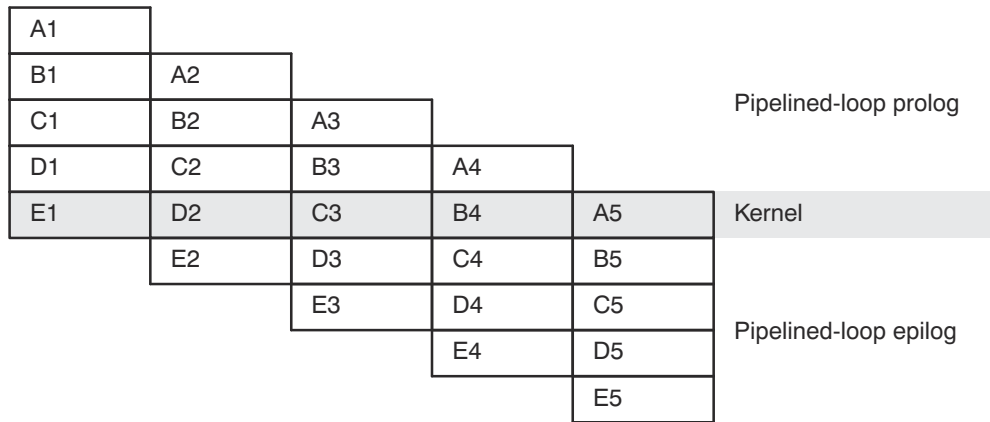 A1
B1 A2
C1 B2 A3
Pipelined-loop prolog
D1 C2 B3 A4
E1 D2 C3 B4 A5 Kernel
E2 D3 C4 B5
E3 D4 C5
Pipelined-loop epilog
E4 D5
E5